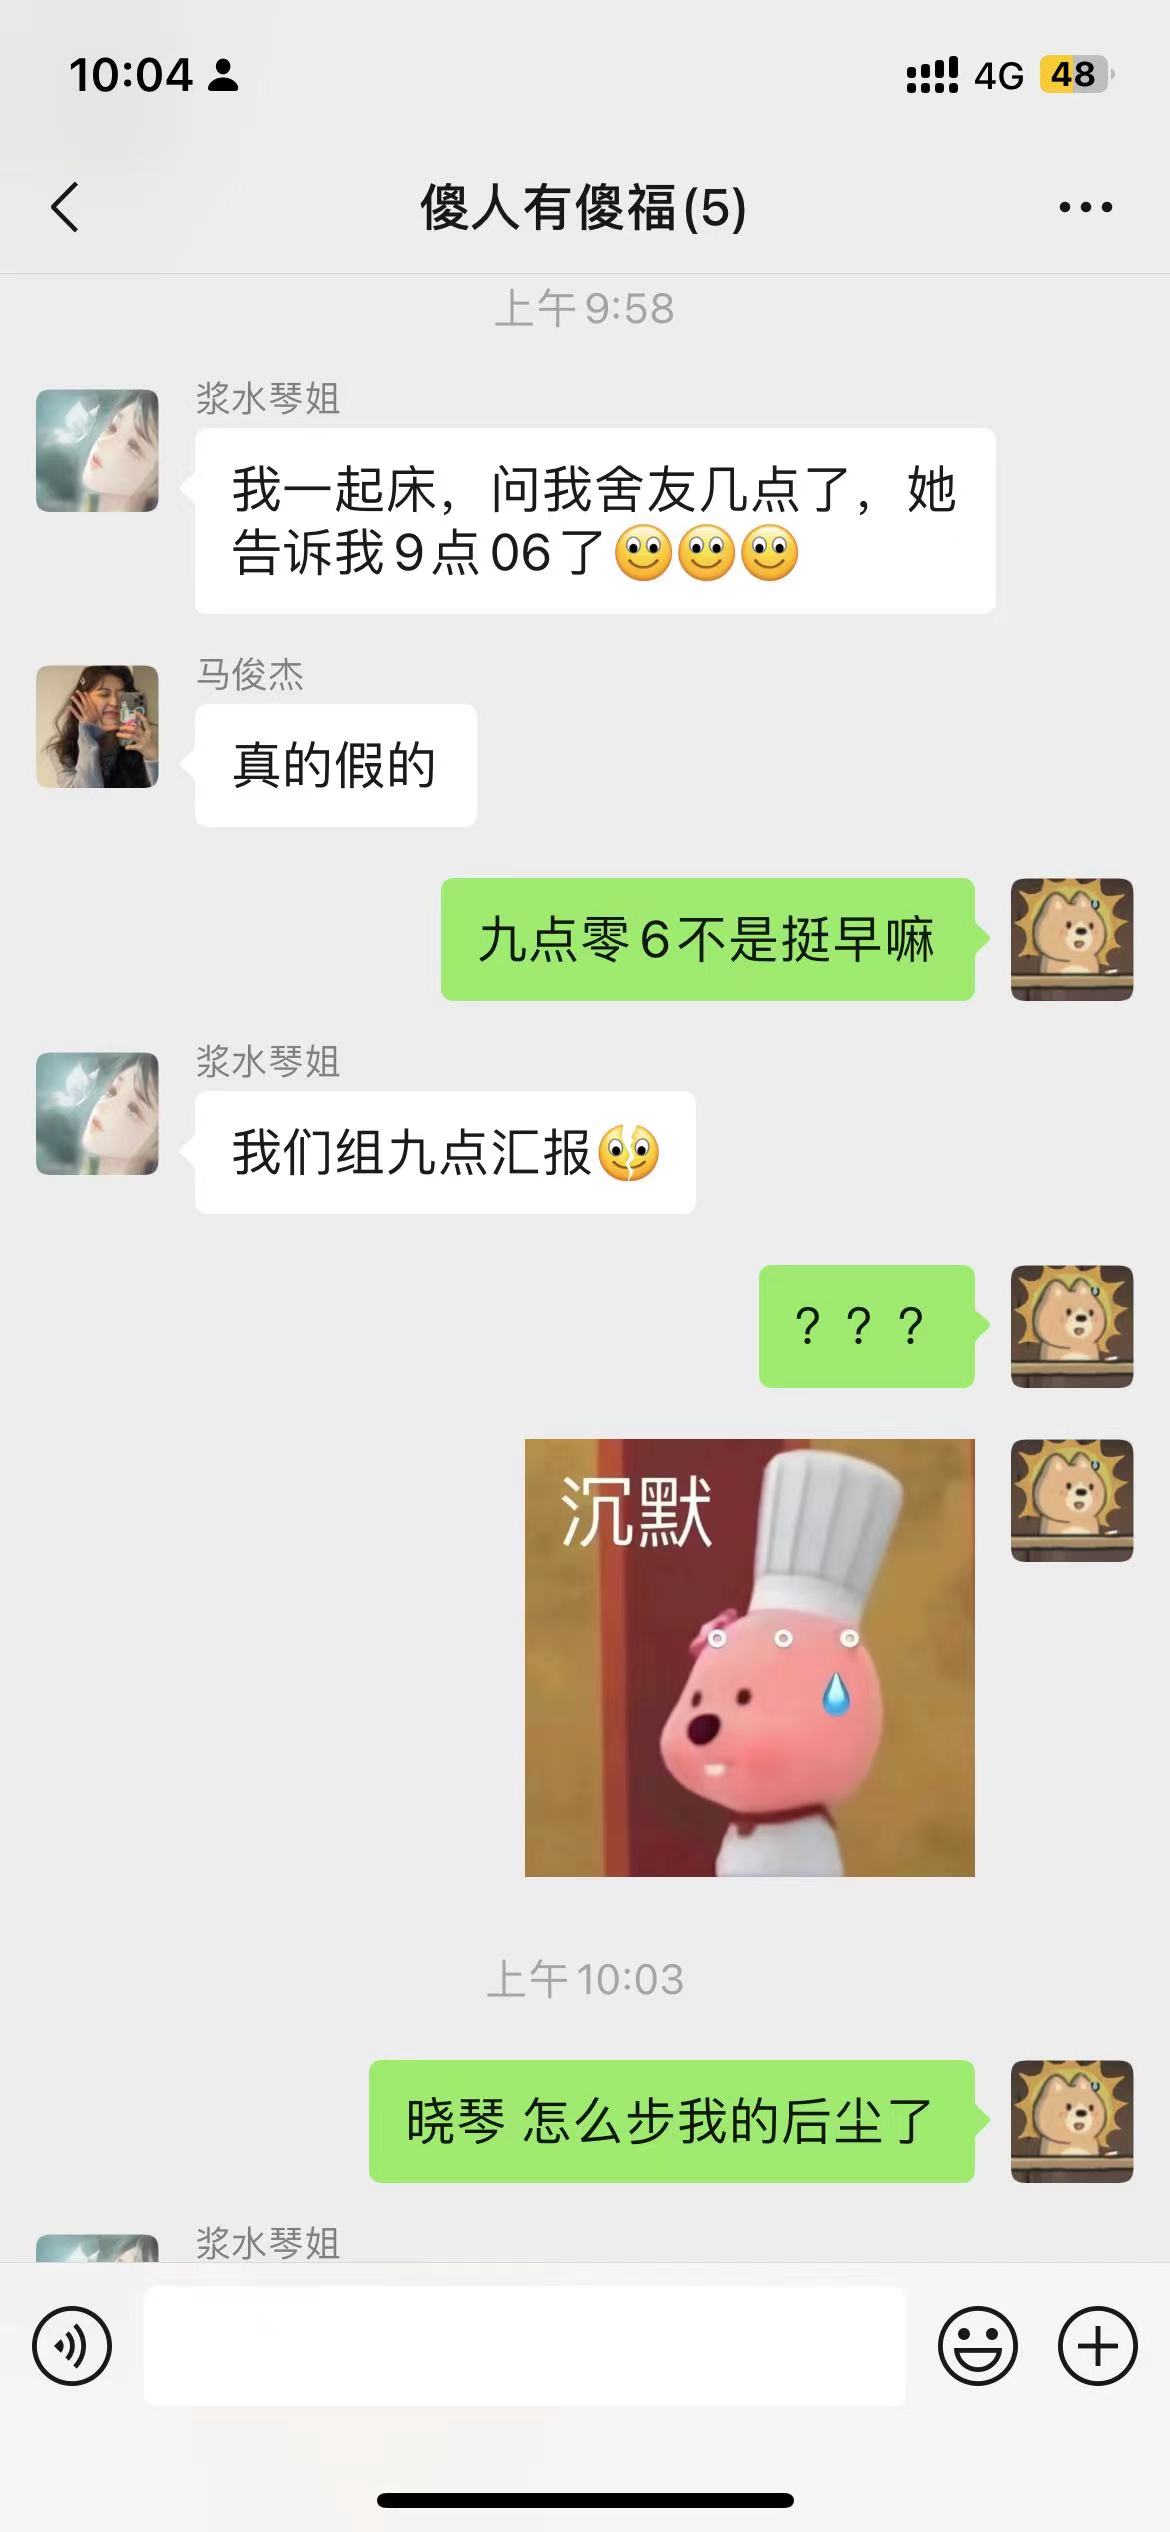 10:04
4G 48
傻人有傻福(5)
上午 9:58
浆水琴姐
我一起床，问我舍友几点了，她
告诉我9点06了
马俊杰
真的假的
九点零6不是挺早嘛
浆水琴姐
我们组九点汇报
？？？
沉默
上午 10:03
晓琴 怎么步我的后尘了
浆水琴姐